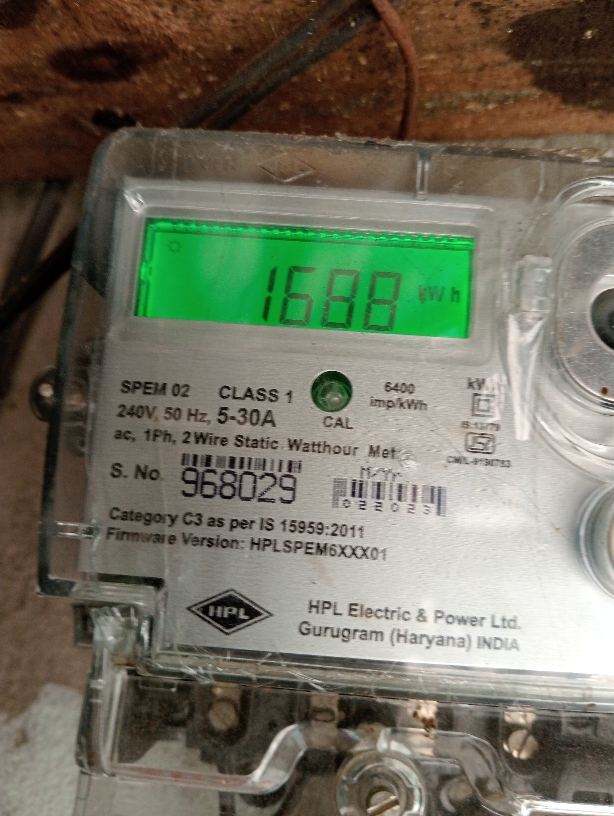 1688 kWh
SPEM 02 CLASS 1
240V, 50 Hz, 5-30A
6400
imp/kWh
CAL
ac, 1Ph, 2 Wire Static Watthour
S. No.
968029
M/Yr.
022023
Category C3 as per IS 15959:2011
Firmware Version: HPLSPEM6XXX01
HPL
HPL Electric & Power Ltd.
Gurugram (Haryana) INDIA